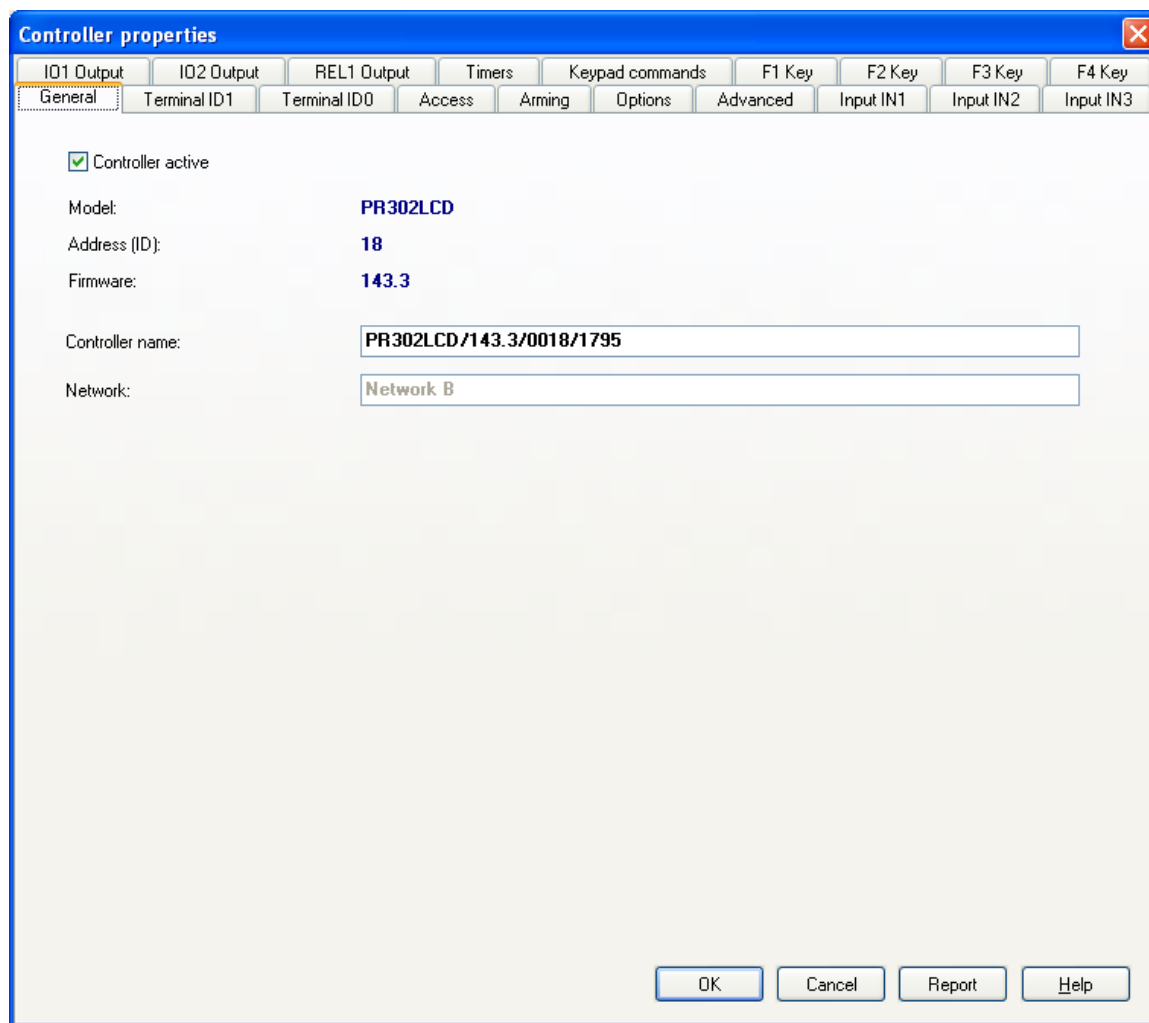 Controller properties
IO1 Output IO2 Output REL1 Output Timers Keypad commands F1 Key F2 Key F3 Key F4 Key
General Terminal ID1 Terminal ID0 Access Arming Options Advanced Input IN1 Input IN2 Input IN3
Controller active
Model: PR302LCD
Address (ID): 18
Firmware: 143.3
Controller name: PR302LCD/143.3/0018/1795
Network: Network B
OK Cancel Report Help